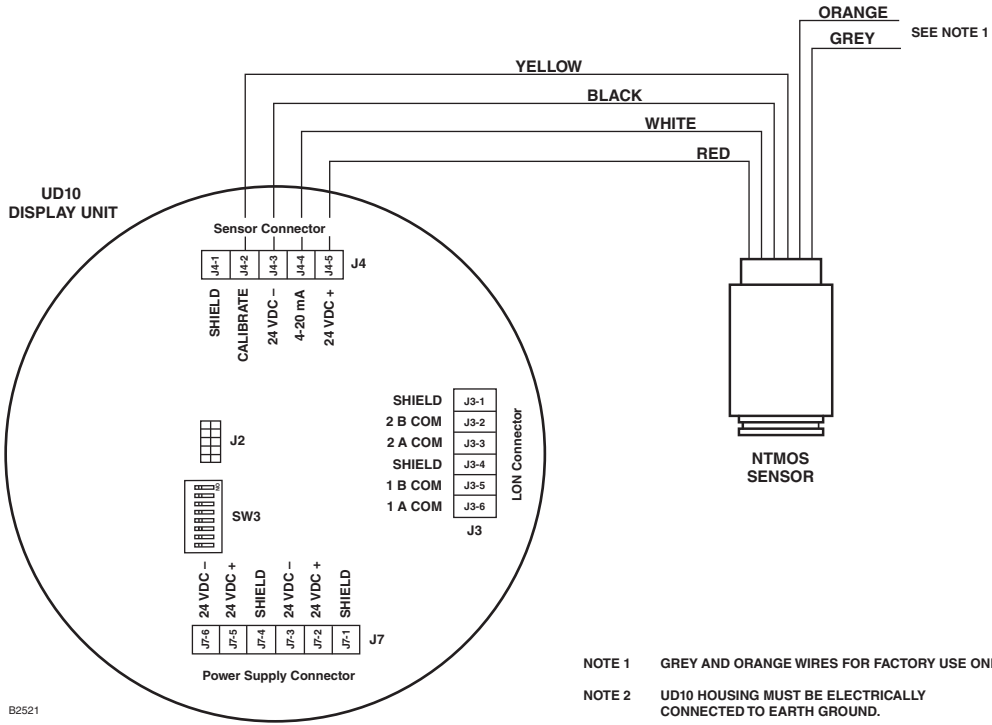 ORANGE
GREY
SEE NOTE 1
YELLOW
BLACK
WHITE
RED
UD10
DISPLAY UNIT
Sensor Connector
J4-1
J4-2
J4-3
J4-4
J4-5
J4
SHIELD
CALIBRATE
24 VDC –
4-20 mA
24 VDC +
SHIELD J3-1
2 B COM J3-2
2 A COM J3-3
SHIELD J3-4
1 B COM J3-5
1 A COM J3-6
LON Connector
J3
J2
ON
SW3
NTMOS
SENSOR
24 VDC –
24 VDC +
SHIELD
24 VDC –
24 VDC +
SHIELD
J7-6
J7-5
J7-4
J7-3
J7-2
J7-1
J7
Power Supply Connector
NOTE 1 GREY AND ORANGE WIRES FOR FACTORY USE
NOTE 2 UD10 HOUSING MUST BE ELECTRICALLY
CONNECTED TO EARTH GROUND.
B2521